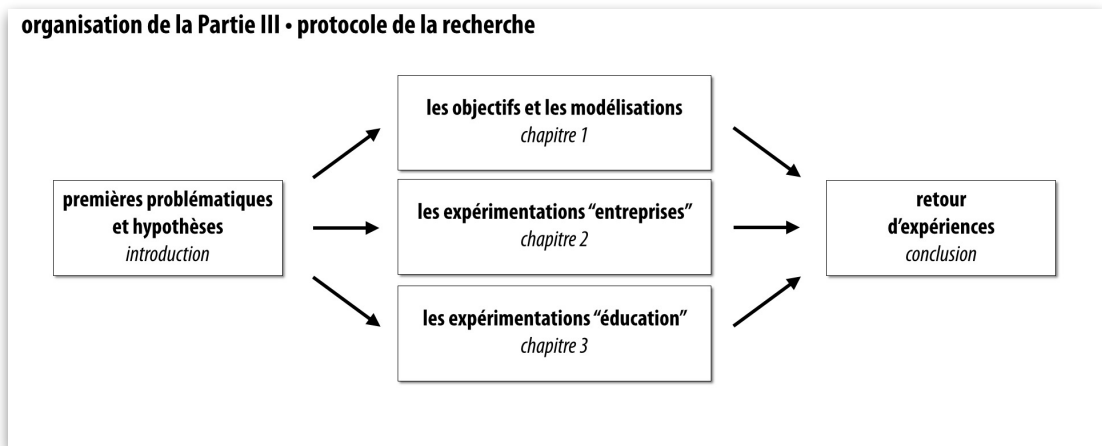 organisation de la Partie III • protocole de la recherche
premières problématiques
et hypothèses
introduction
les objectifs et les modélisations
chapitre 1
les expérimentations “entreprises”
chapitre 2
les expérimentations “éducation”
chapitre 3
retour
d’expériences
conclusion